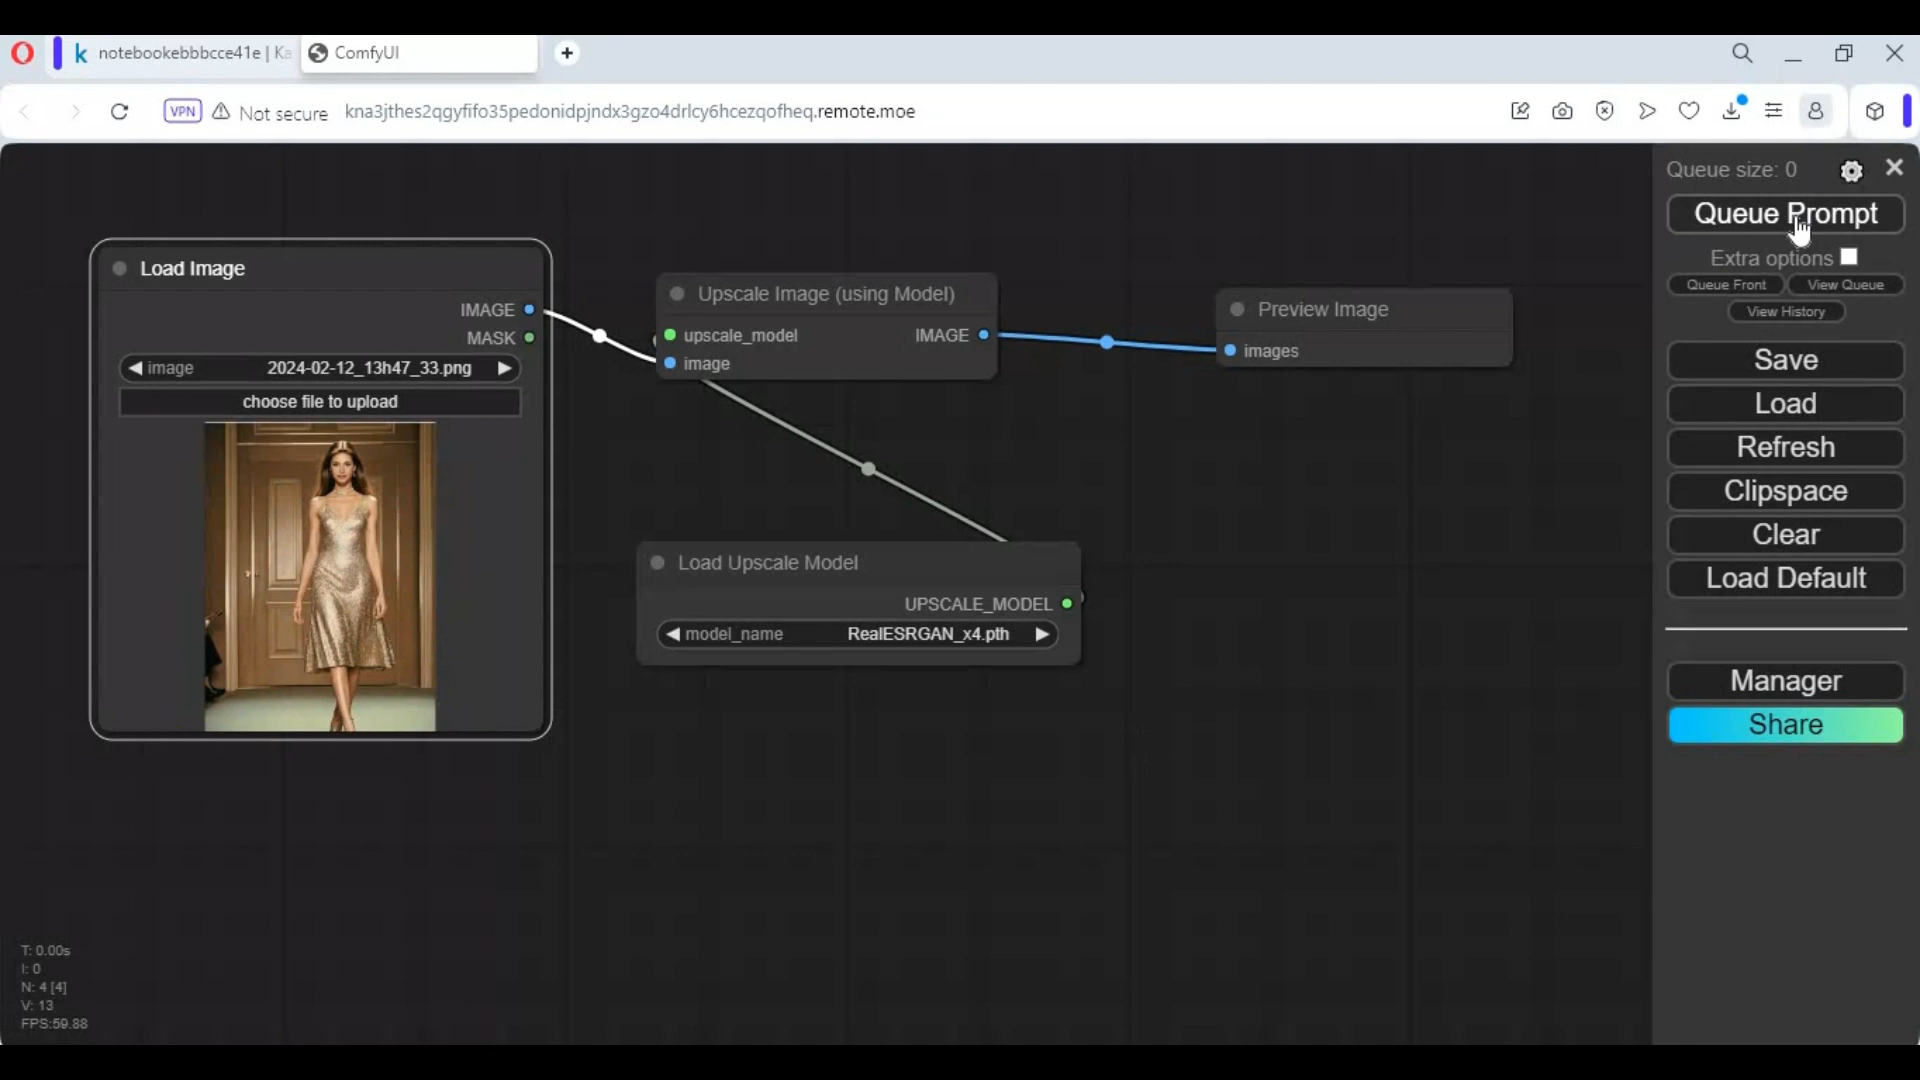 notebookebbbcce41e | Ka
ComfyUI
VPN
Not secure
kna3jthes2qgyfifo35pedonidpjndx3gzo4drlcy6hcezqofheq.remote.moe
Queue size: 0
Queue Prompt
Extra options
Queue Front
View Queue
View History
Save
Load
Refresh
Clipspace
Clear
Load Default
Manager
Share
Load Image
IMAGE
MASK
image 2024-02-12_13h47_33.png
choose file to upload
Upscale Image (using Model)
upscale_model IMAGE
image
Preview Image
images
Load Upscale Model
UPSCALE_MODEL
model_name RealESRGAN_x4.pth
T: 0.00s
I: 0
N: 4 [4]
V: 13
FPS:59.88